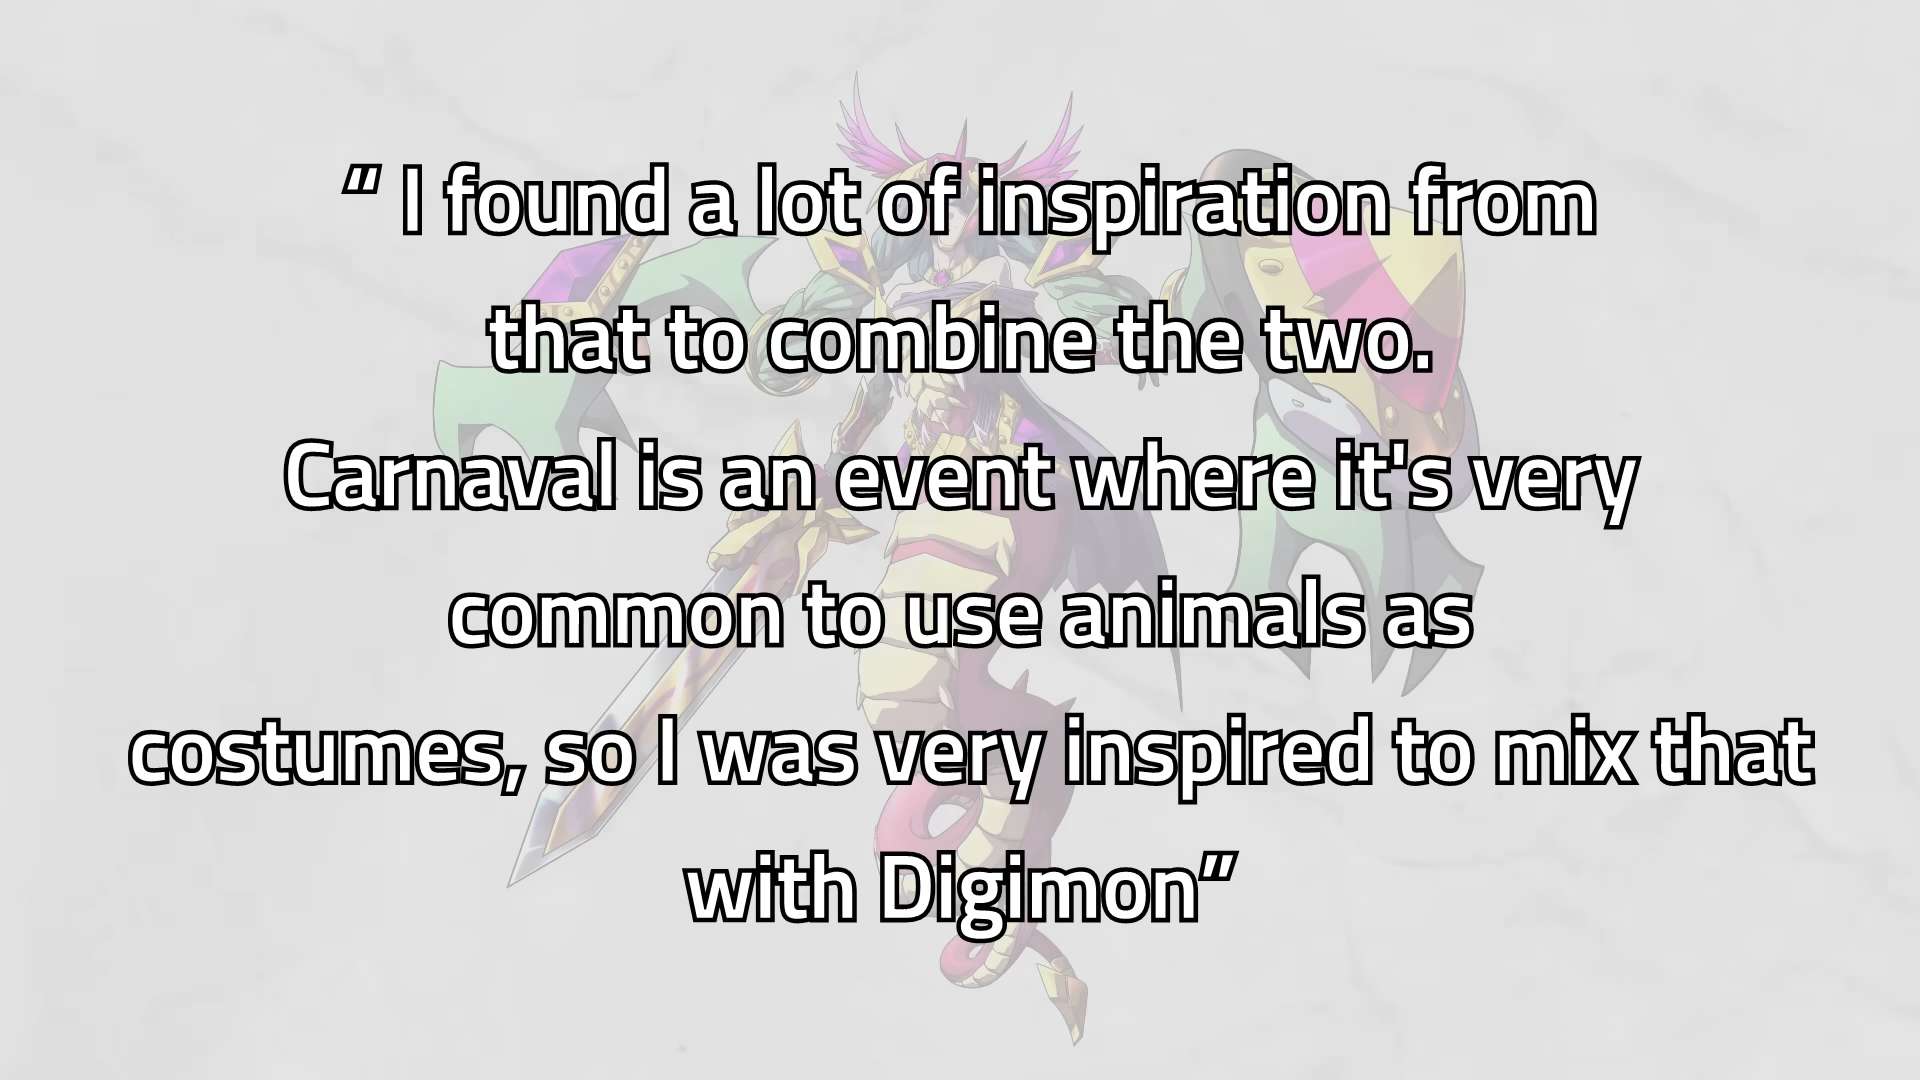 “ I found a lot of inspiration from
that to combine the two.
Carnaval is an event where it's very
common to use animals as
costumes, so I was very inspired to mix that
with Digimon”